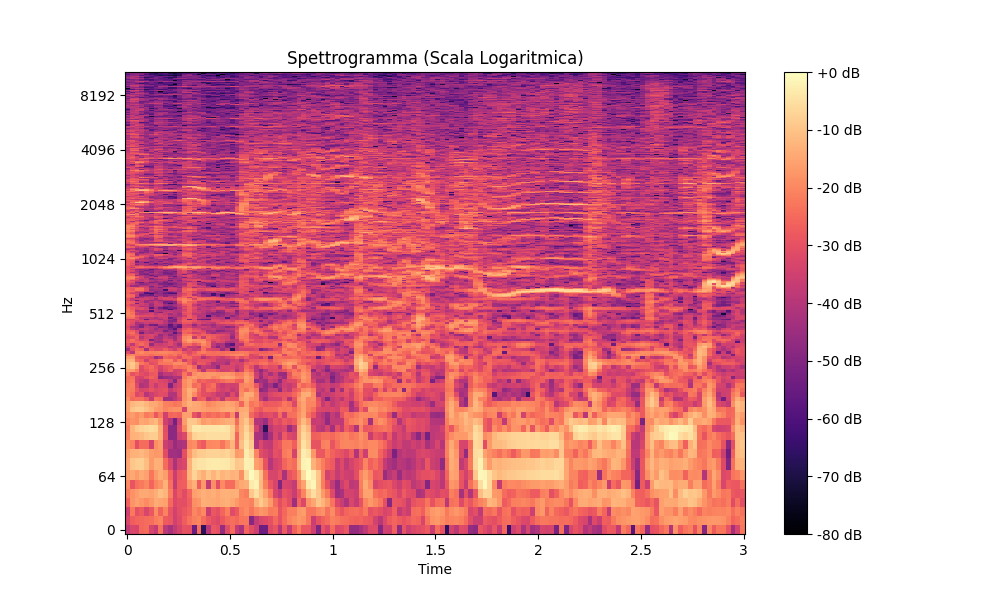 Spettrogramma (Scala Logaritmica)
Hz
8192
4096
2048
1024
512
256
128
64
0
0 0.5 1 1.5 2 2.5 3
Time
+0 dB
-10 dB
-20 dB
-30 dB
-40 dB
-50 dB
-60 dB
-70 dB
-80 dB